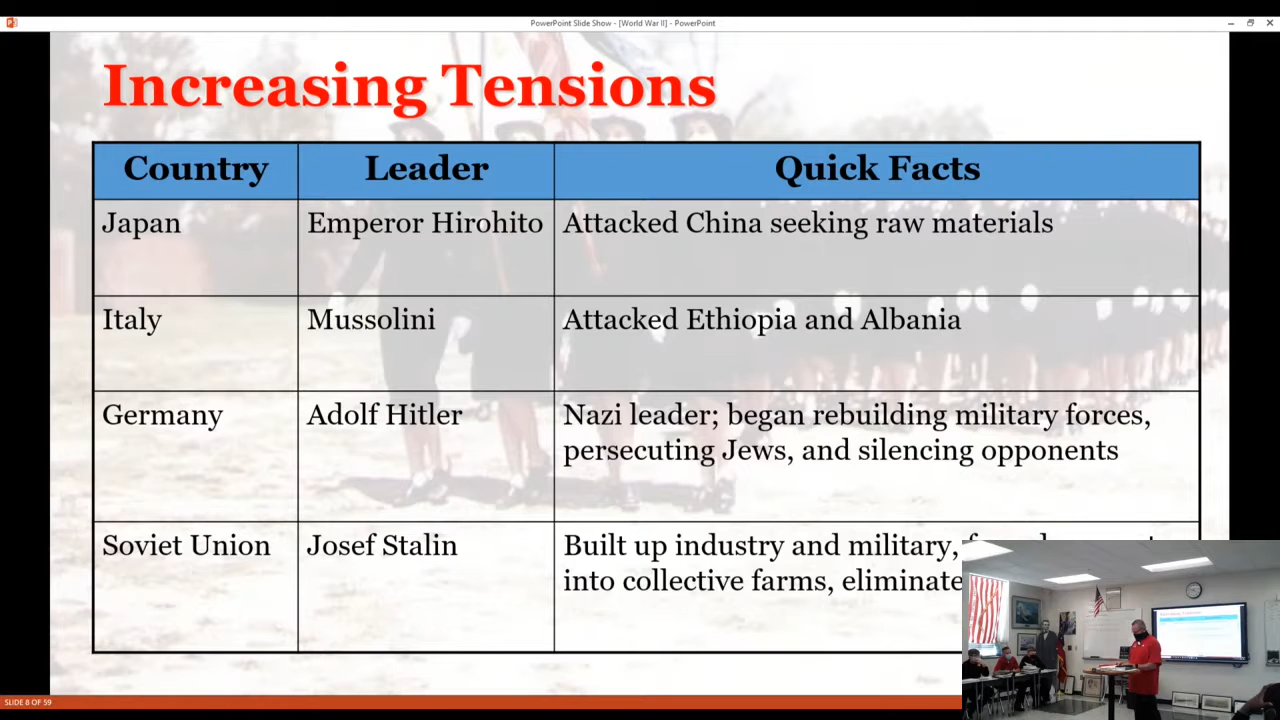 PowerPoint Slide Show - [World War II] - PowerPoint
Increasing Tensions
Country Leader Quick Facts
Japan Emperor Hirohito Attacked China seeking raw materials
Italy Mussolini Attacked Ethiopia and Albania
Germany Adolf Hitler Nazi leader; began rebuilding military forces,
persecuting Jews, and silencing opponents
Soviet Union Josef Stalin Built up industry and military,
into collective farms,
SLIDE 8 OF 59